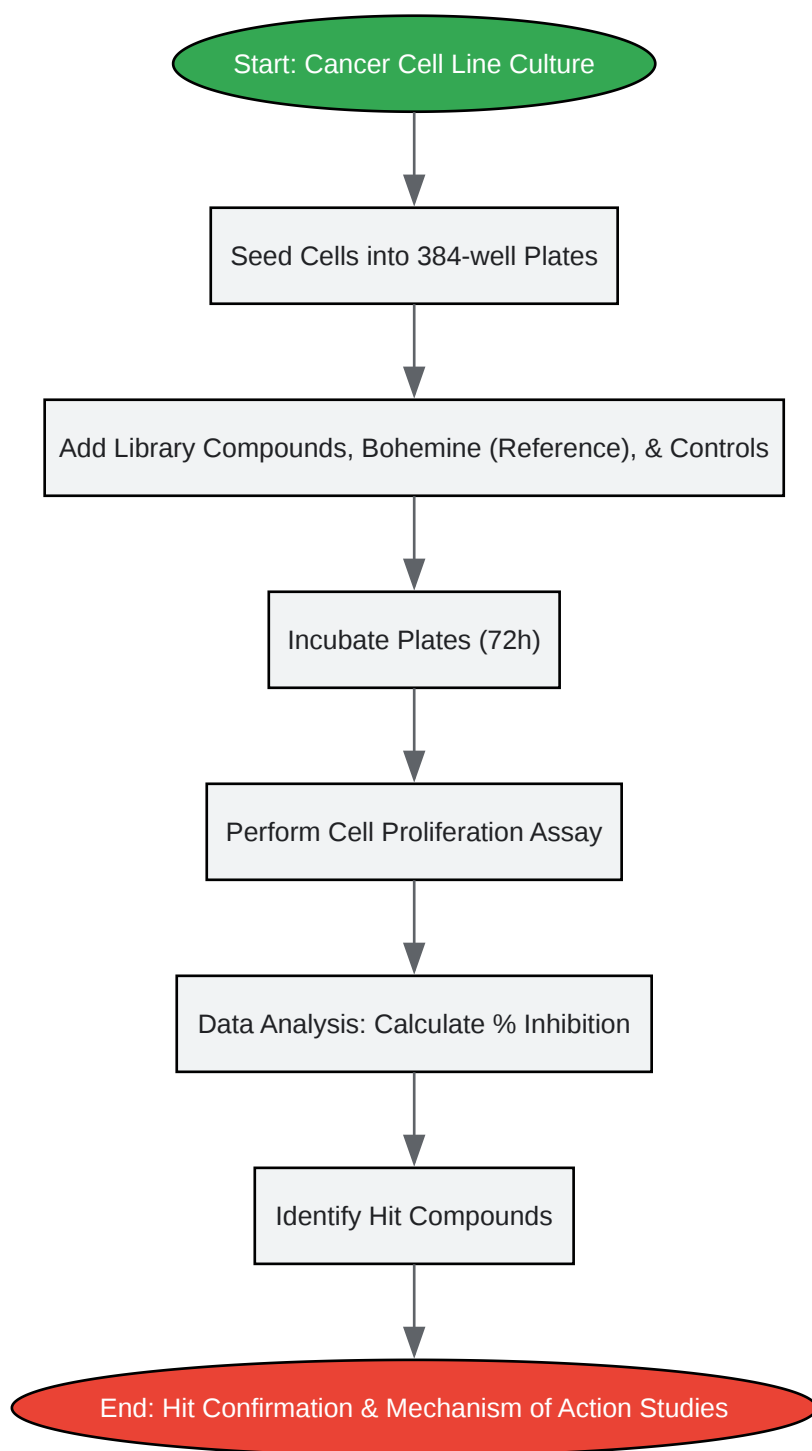 Start: Cancer Cell Line Culture
Seed Cells into 384-well Plates
Add Library Compounds, Bohemine (Reference), & Controls
Incubate Plates (72h)
Perform Cell Proliferation Assay
Data Analysis: Calculate % Inhibition
Identify Hit Compounds
End: Hit Confirmation & Mechanism of Action Studies